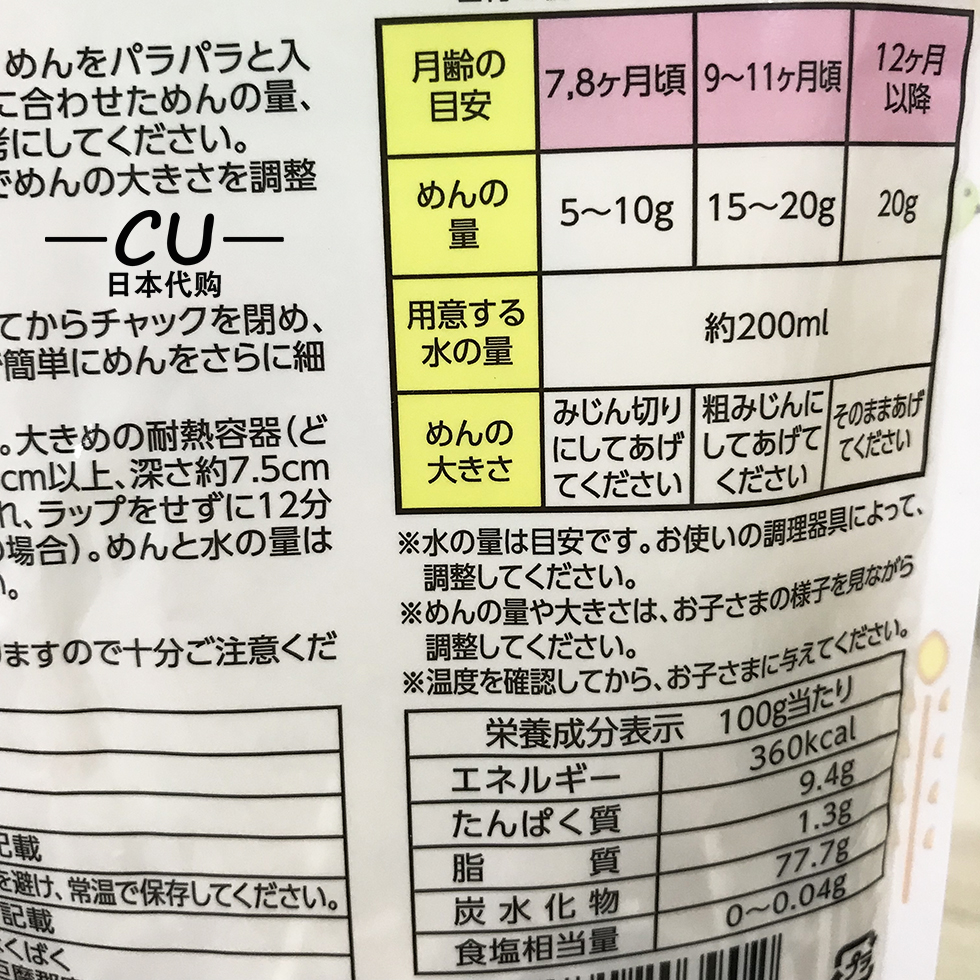 めんをパラパラと入
に合わせためんの量、
考にしてください。
でめんの大きさを調整
CU
日本代购
てからチャックを閉め、
簡単にめんをさらに細
。大きめの耐熱容器(ど
cm以上、深さ約7.5cm
れ、ラップをせずに12分
場合)。めんと水の量は
い。
ますので十分ご注意くだ
月齢の目安 7,8ヶ月頃 9〜11ヶ月頃 12ヶ月以降
めんの量 5〜10g 15〜20g 20g
用意する水の量 約200ml
めんの大きさ みじん切りにしてあげてください 粗みじんにしてあげてください そのままあげてください
※水の量は目安です。お使いの調理器具によって、
調整してください。
※めんの量や大きさは、お子さまの様子を見ながら
調整してください。
※温度を確認してから、お子さまに与えてください。
栄養成分表示 100g当たり
エネルギー 360kcal
たんぱく質 9.4g
脂質 1.3g
炭水化物 77.7g
食塩相当量 0〜0.04g
記載
を避け、常温で保存してください。
記載
くばく